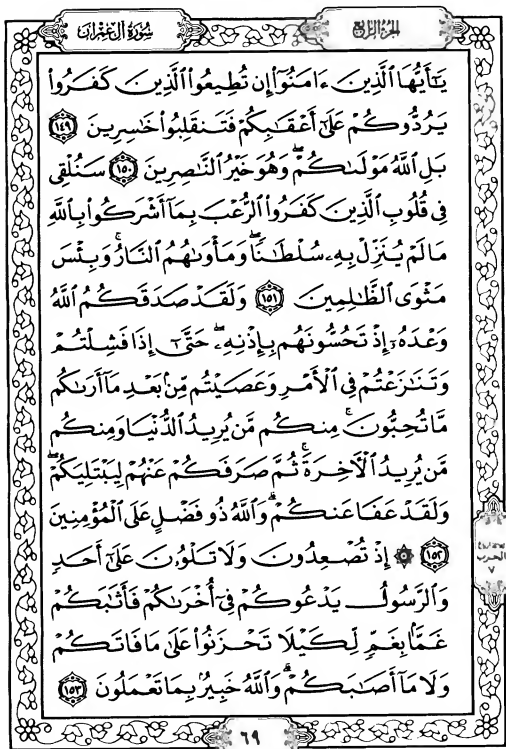 الجزء الرابع
سُورَةُ آلِ عِمْرَان
يَٰٓأَيُّهَا ٱلَّذِينَ ءَامَنُوٓا۟ إِن تُطِيعُوا۟ ٱلَّذِينَ كَفَرُوا۟
يَرُدُّوكُمْ عَلَىٰٓ أَعْقَٰبِكُمْ فَتَنقَلِبُوا۟ خَٰسِرِينَ ١٤٩
بَلِ ٱللَّهُ مَوْلَىٰكُمْ ۖ وَهُوَ خَيْرُ ٱلنَّٰصِرِينَ ١٥٠ سَنُلْقِى
فِى قُلُوبِ ٱلَّذِينَ كَفَرُوا۟ ٱلرُّعْبَ بِمَآ أَشْرَكُوا۟ بِٱللَّهِ
مَا لَمْ يُنَزِّلْ بِهِۦ سُلْطَٰنًا ۖ وَمَأْوَىٰهُمُ ٱلنَّارُ ۚ وَبِئْسَ
مَثْوَى ٱلظَّٰلِمِينَ ١٥١ وَلَقَدْ صَدَقَكُمُ ٱللَّهُ
وَعْدَهُۥٓ إِذْ تَحُسُّونَهُم بِإِذْنِهِۦ ۖ حَتَّىٰٓ إِذَا فَشِلْتُمْ
وَتَنَٰزَعْتُمْ فِى ٱلْأَمْرِ وَعَصَيْتُم مِّنۢ بَعْدِ مَآ أَرَىٰكُم
مَّا تُحِبُّونَ ۚ مِنكُم مَّن يُرِيدُ ٱلدُّنْيَا وَمِنكُم
مَّن يُرِيدُ ٱلْءَاخِرَةَ ۚ ثُمَّ صَرَفَكُمْ عَنْهُمْ لِيَبْتَلِيَكُمْ ۖ
وَلَقَدْ عَفَا عَنكُمْ ۗ وَٱللَّهُ ذُو فَضْلٍ عَلَى ٱلْمُؤْمِنِينَ
١٥٢ ۞ إِذْ تُصْعِدُونَ وَلَا تَلْوُۥنَ عَلَىٰٓ أَحَدٍ
وَٱلرَّسُولُ يَدْعُوكُمْ فِىٓ أُخْرَىٰكُمْ فَأَثَٰبَكُمْ
غَمًّۢا بِغَمٍّ لِّكَيْلَا تَحْزَنُوا۟ عَلَىٰ مَا فَاتَكُمْ
وَلَا مَآ أَصَٰبَكُمْ ۗ وَٱللَّهُ خَبِيرٌۢ بِمَا تَعْمَلُونَ ١٥٣
الحزب
٧
٦٩